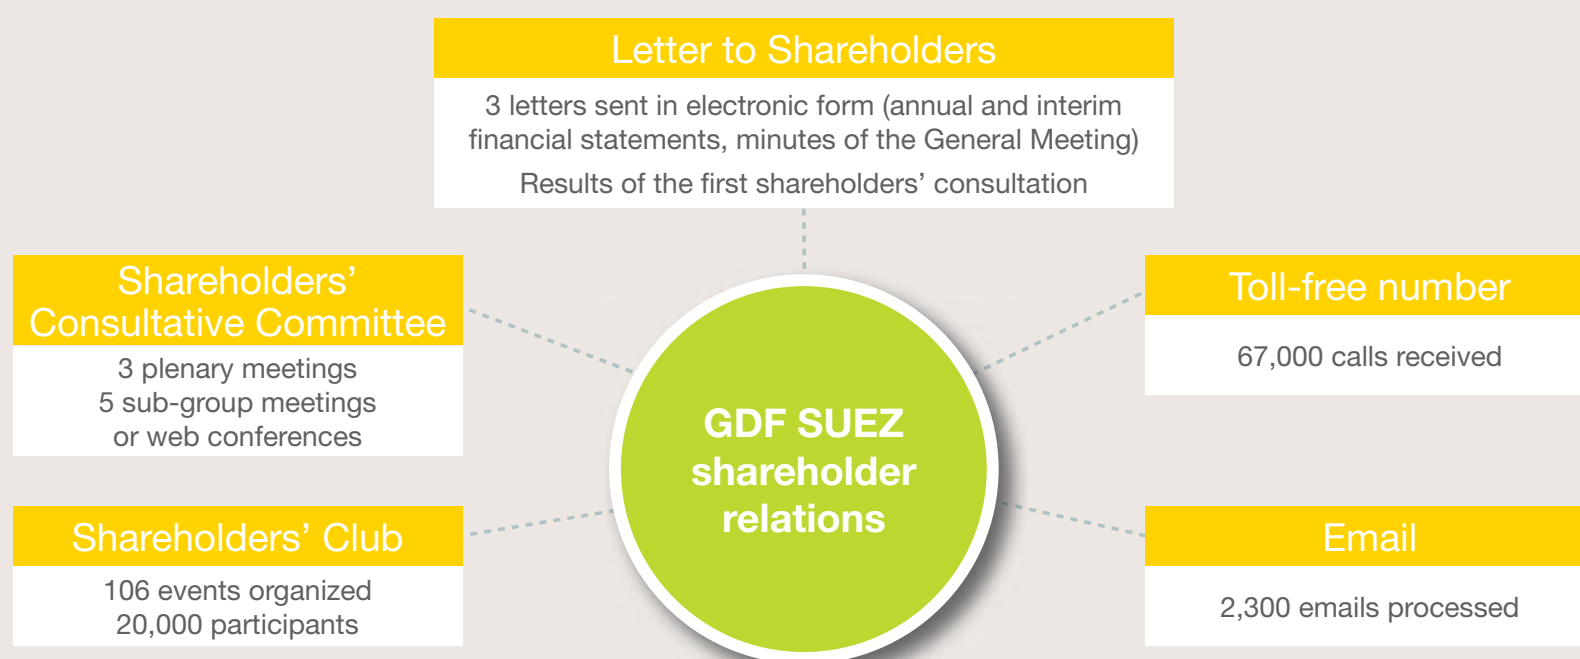 Letter to Shareholders
3 letters sent in electronic form (annual and interim
financial statements, minutes of the General Meeting)
Results of the first shareholders’ consultation
Shareholders’
Consultative Committee
3 plenary meetings
5 sub-group meetings
or web conferences
Toll-free number
67,000 calls received
GDF SUEZ
shareholder
relations
Shareholders’ Club
106 events organized
20,000 participants
Email
2,300 emails processed